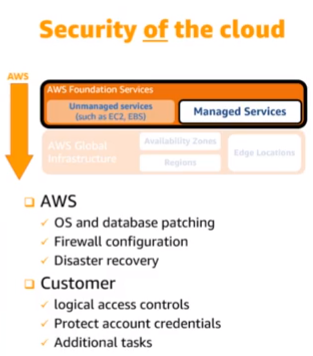 Security of the cloud
AWS
AWS Foundation Services
Unmanaged services
(such as EC2, EBS)
Managed Services
AWS Global
Infrastructure
Availability Zones
Regions
Edge Locations
AWS
OS and database patching
Firewall configuration
Disaster recovery
Customer
logical access controls
Protect account credentials
Additional tasks